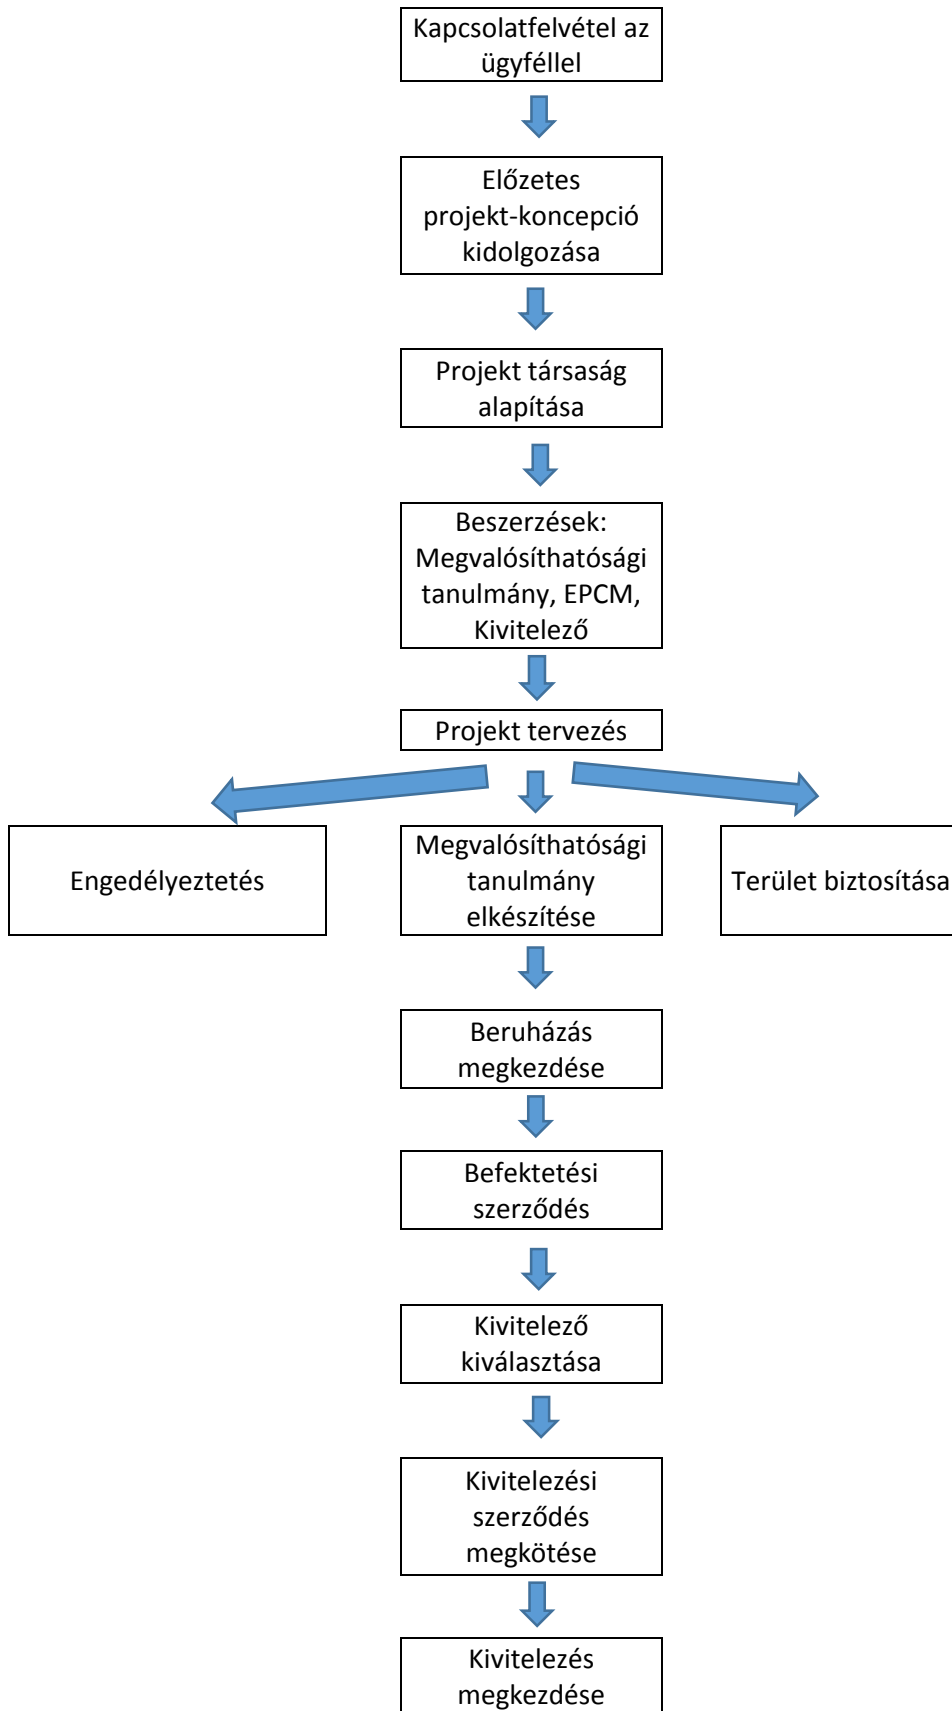 Kapcsolatfelvétel az
ügyféllel
Előzetes
projekt-koncepció
kidolgozása
Projekt társaság
alapítása
Beszerzések:
Megvalósíthatósági
tanulmány, EPCM,
Kivitelező
Projekt tervezés
Engedélyeztetés
Megvalósíthatósági
tanulmány
elkészítése
Terület biztosítása
Beruházás
megkezdése
Befektetési
szerződés
Kivitelező
kiválasztása
Kivitelezési
szerződés
megkötése
Kivitelezés
megkezdése